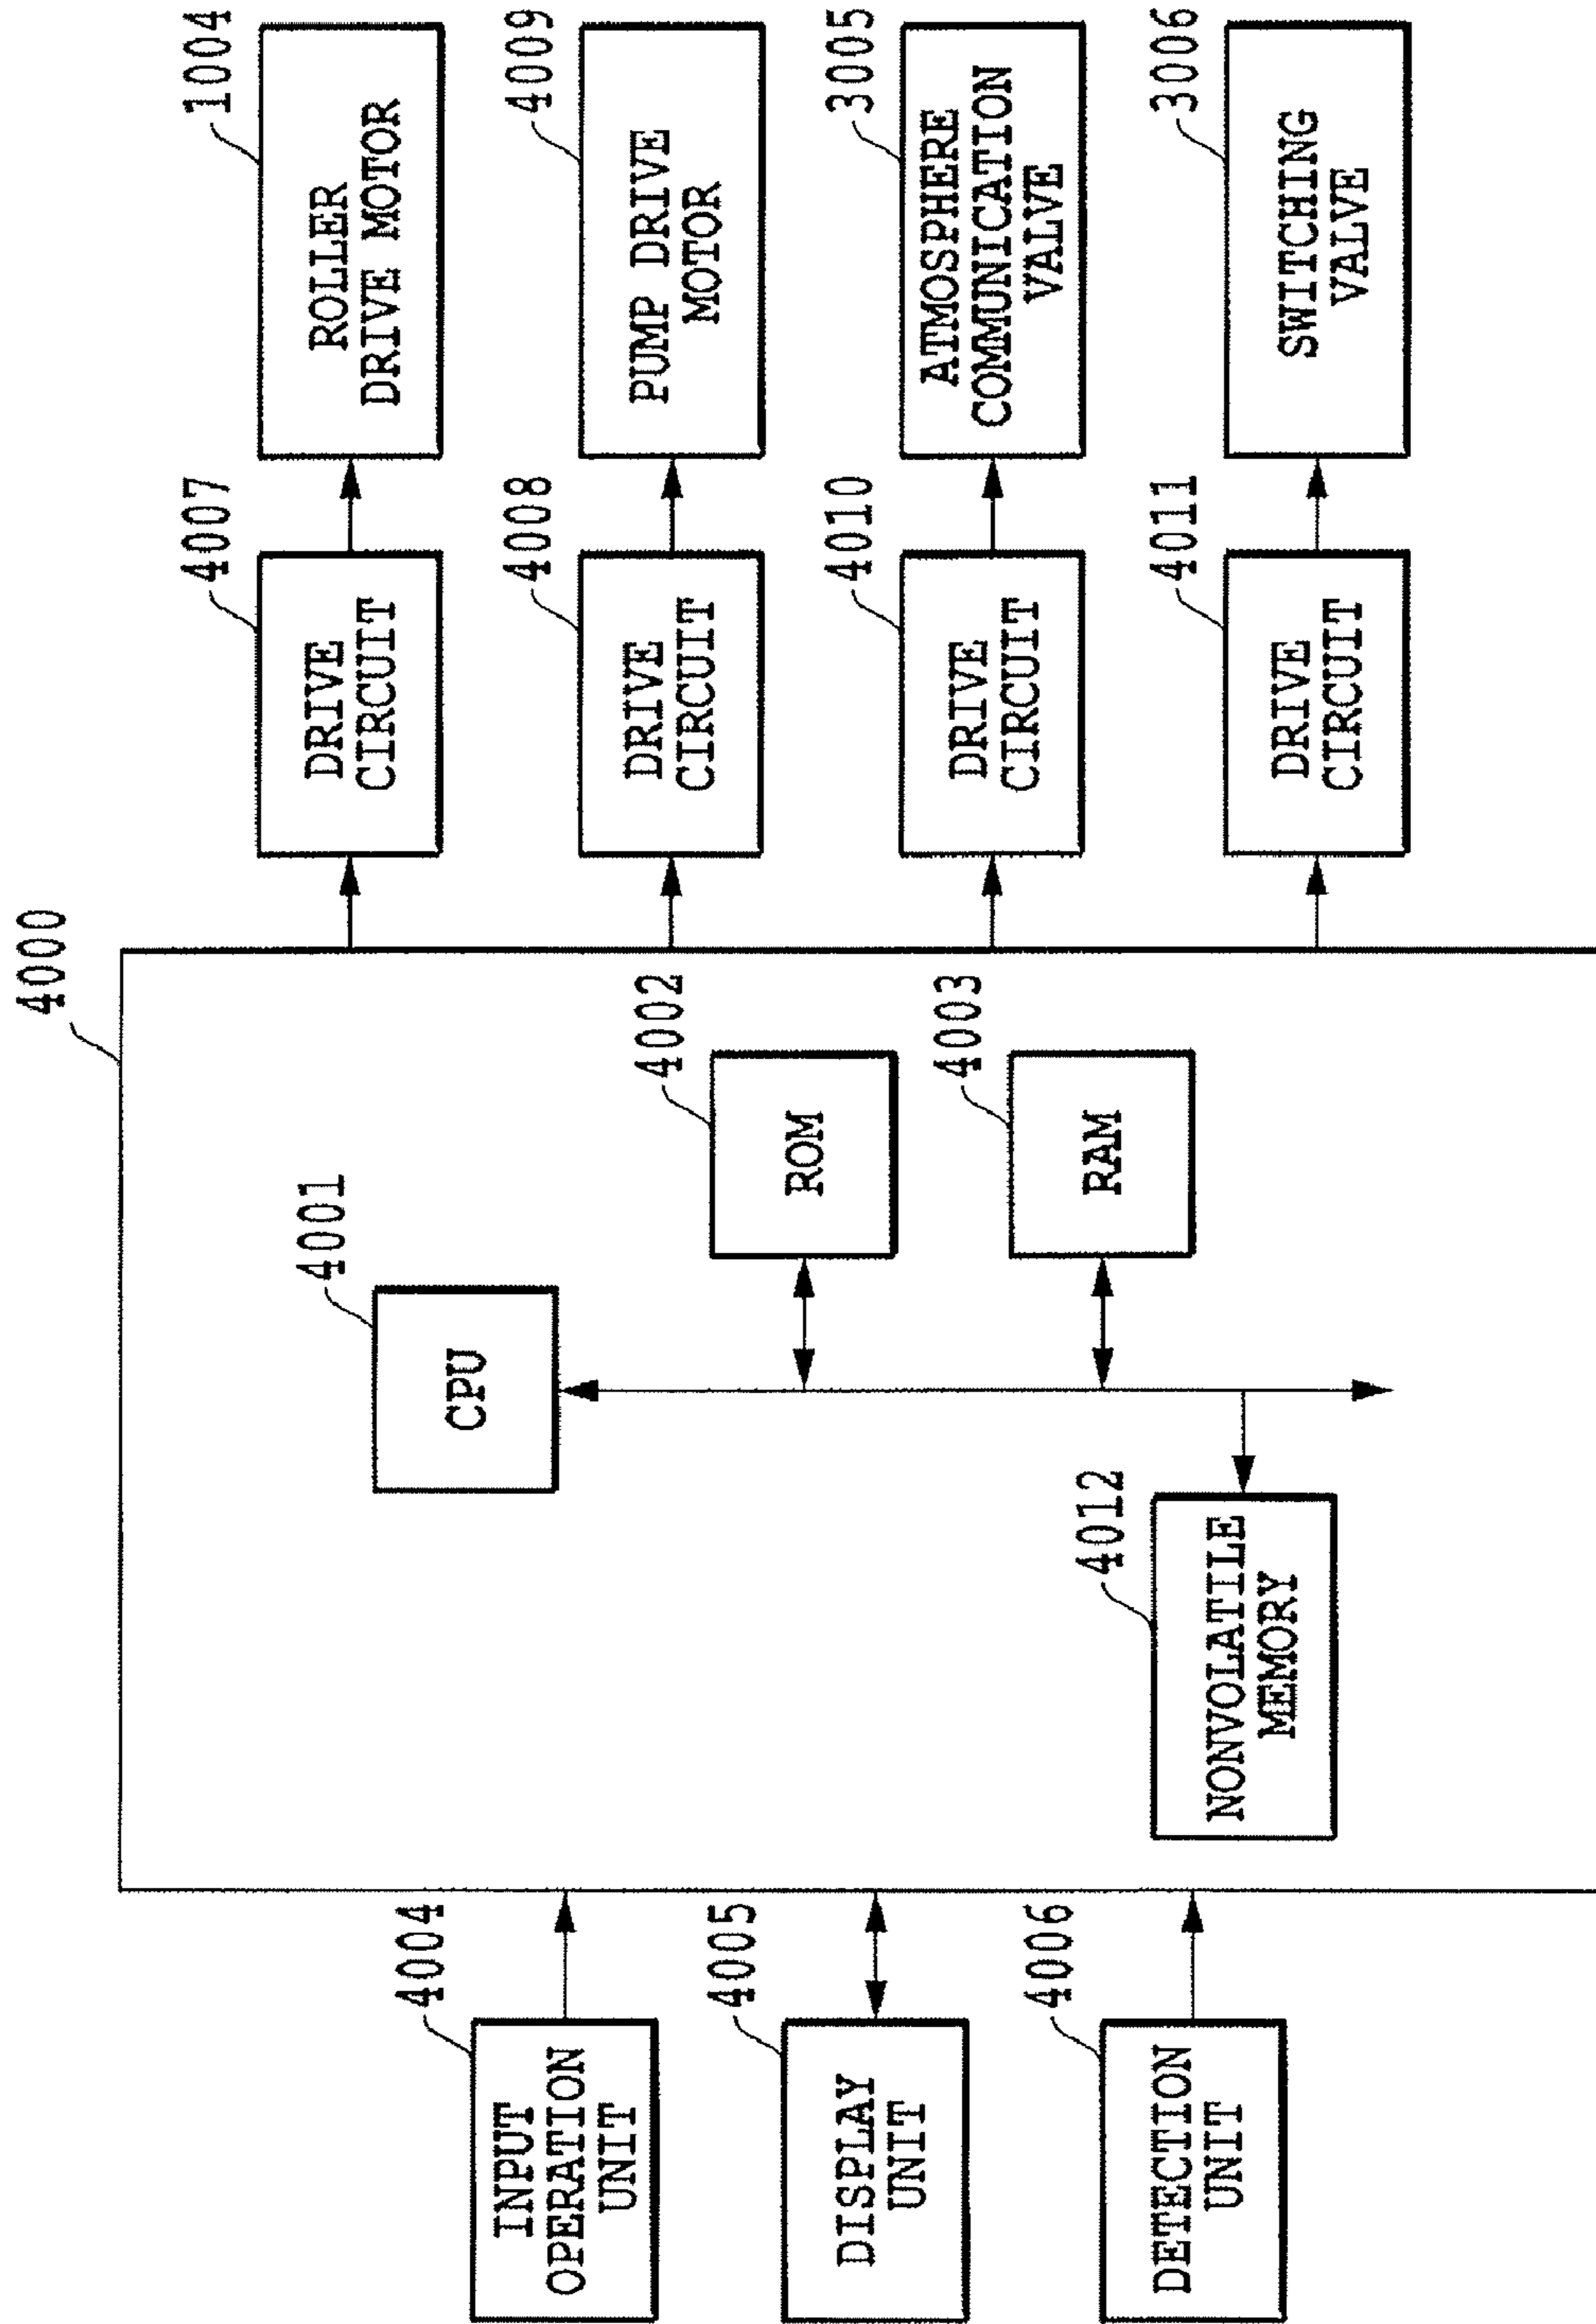 4000
4004
INPUT
OPERATION
UNIT
4005
DISPLAY
UNIT
4006
DETECTION
UNIT
4001
CPU
4002
ROM
4003
RAM
4012
NONVOLATILE
MEMORY
4007
DRIVE
CIRCUIT
1004
ROLLER
DRIVE MOTOR
4008
DRIVE
CIRCUIT
4009
PUMP DRIVE
MOTOR
4010
DRIVE
CIRCUIT
3005
ATMOSPHERE
COMMUNICATION
VALVE
4011
DRIVE
CIRCUIT
3006
SWITCHING
VALVE